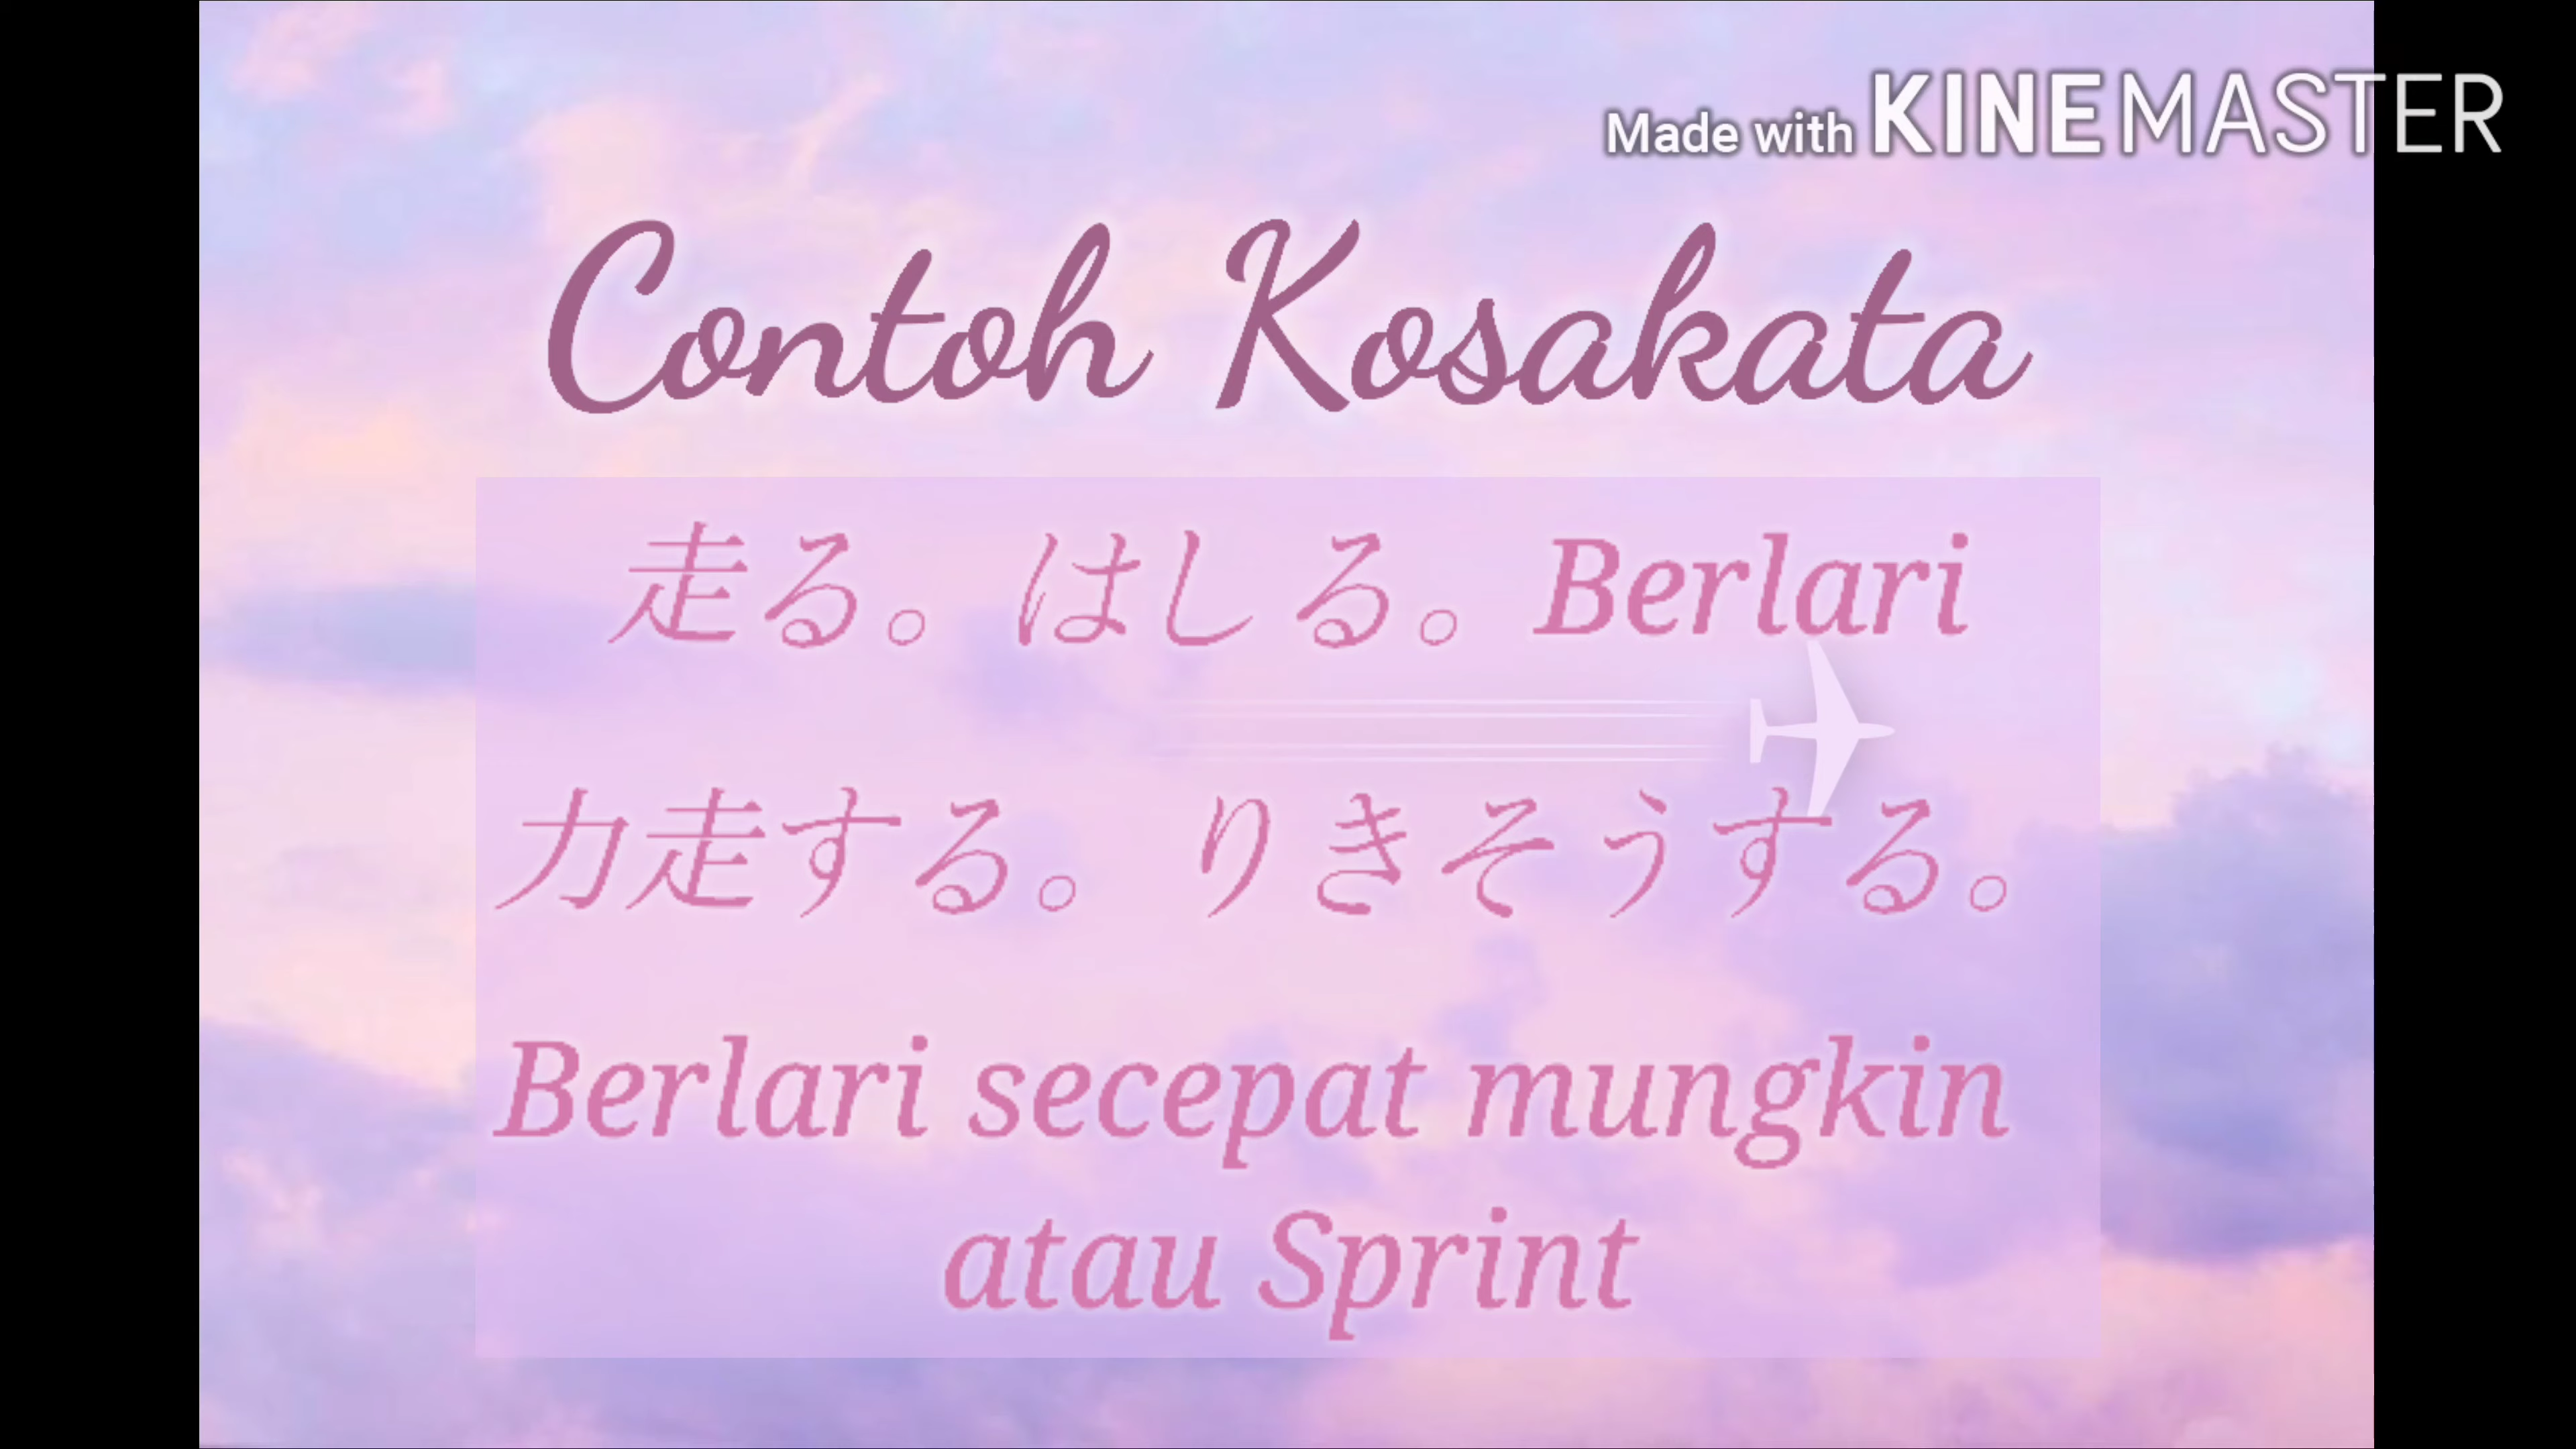 Made with KINEMASTER
Contoh Kosakata
走る。はしる。Berlari
力走する。 りきそうする。
Berlari secepat mungkin
atau Sprint